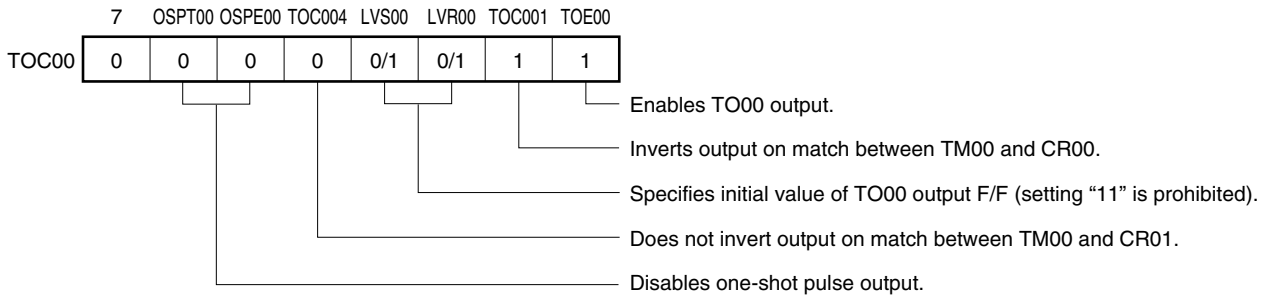 7 OSPT00 OSPE00 TOC004 LVS00 LVR00 TOC001 TOE00
TOC00 0 0 0 0 0/1 0/1 1 1
Enables TO00 output.
Inverts output on match between TM00 and CR00.
Specifies initial value of TO00 output F/F (setting “11” is prohibited).
Does not invert output on match between TM00 and CR01.
Disables one-shot pulse output.